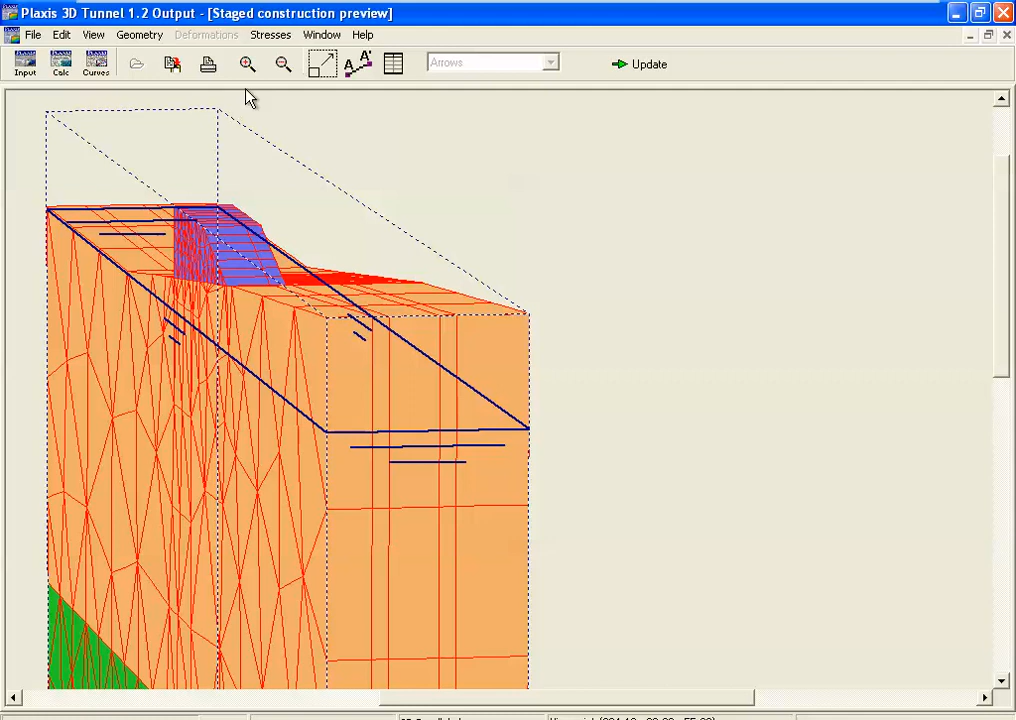 Plaxis 3D Tunnel 1.2 Output - [Staged construction preview]
File Edit View Geometry Deformations Stresses Window Help
Input Calc Curves Arrows Update